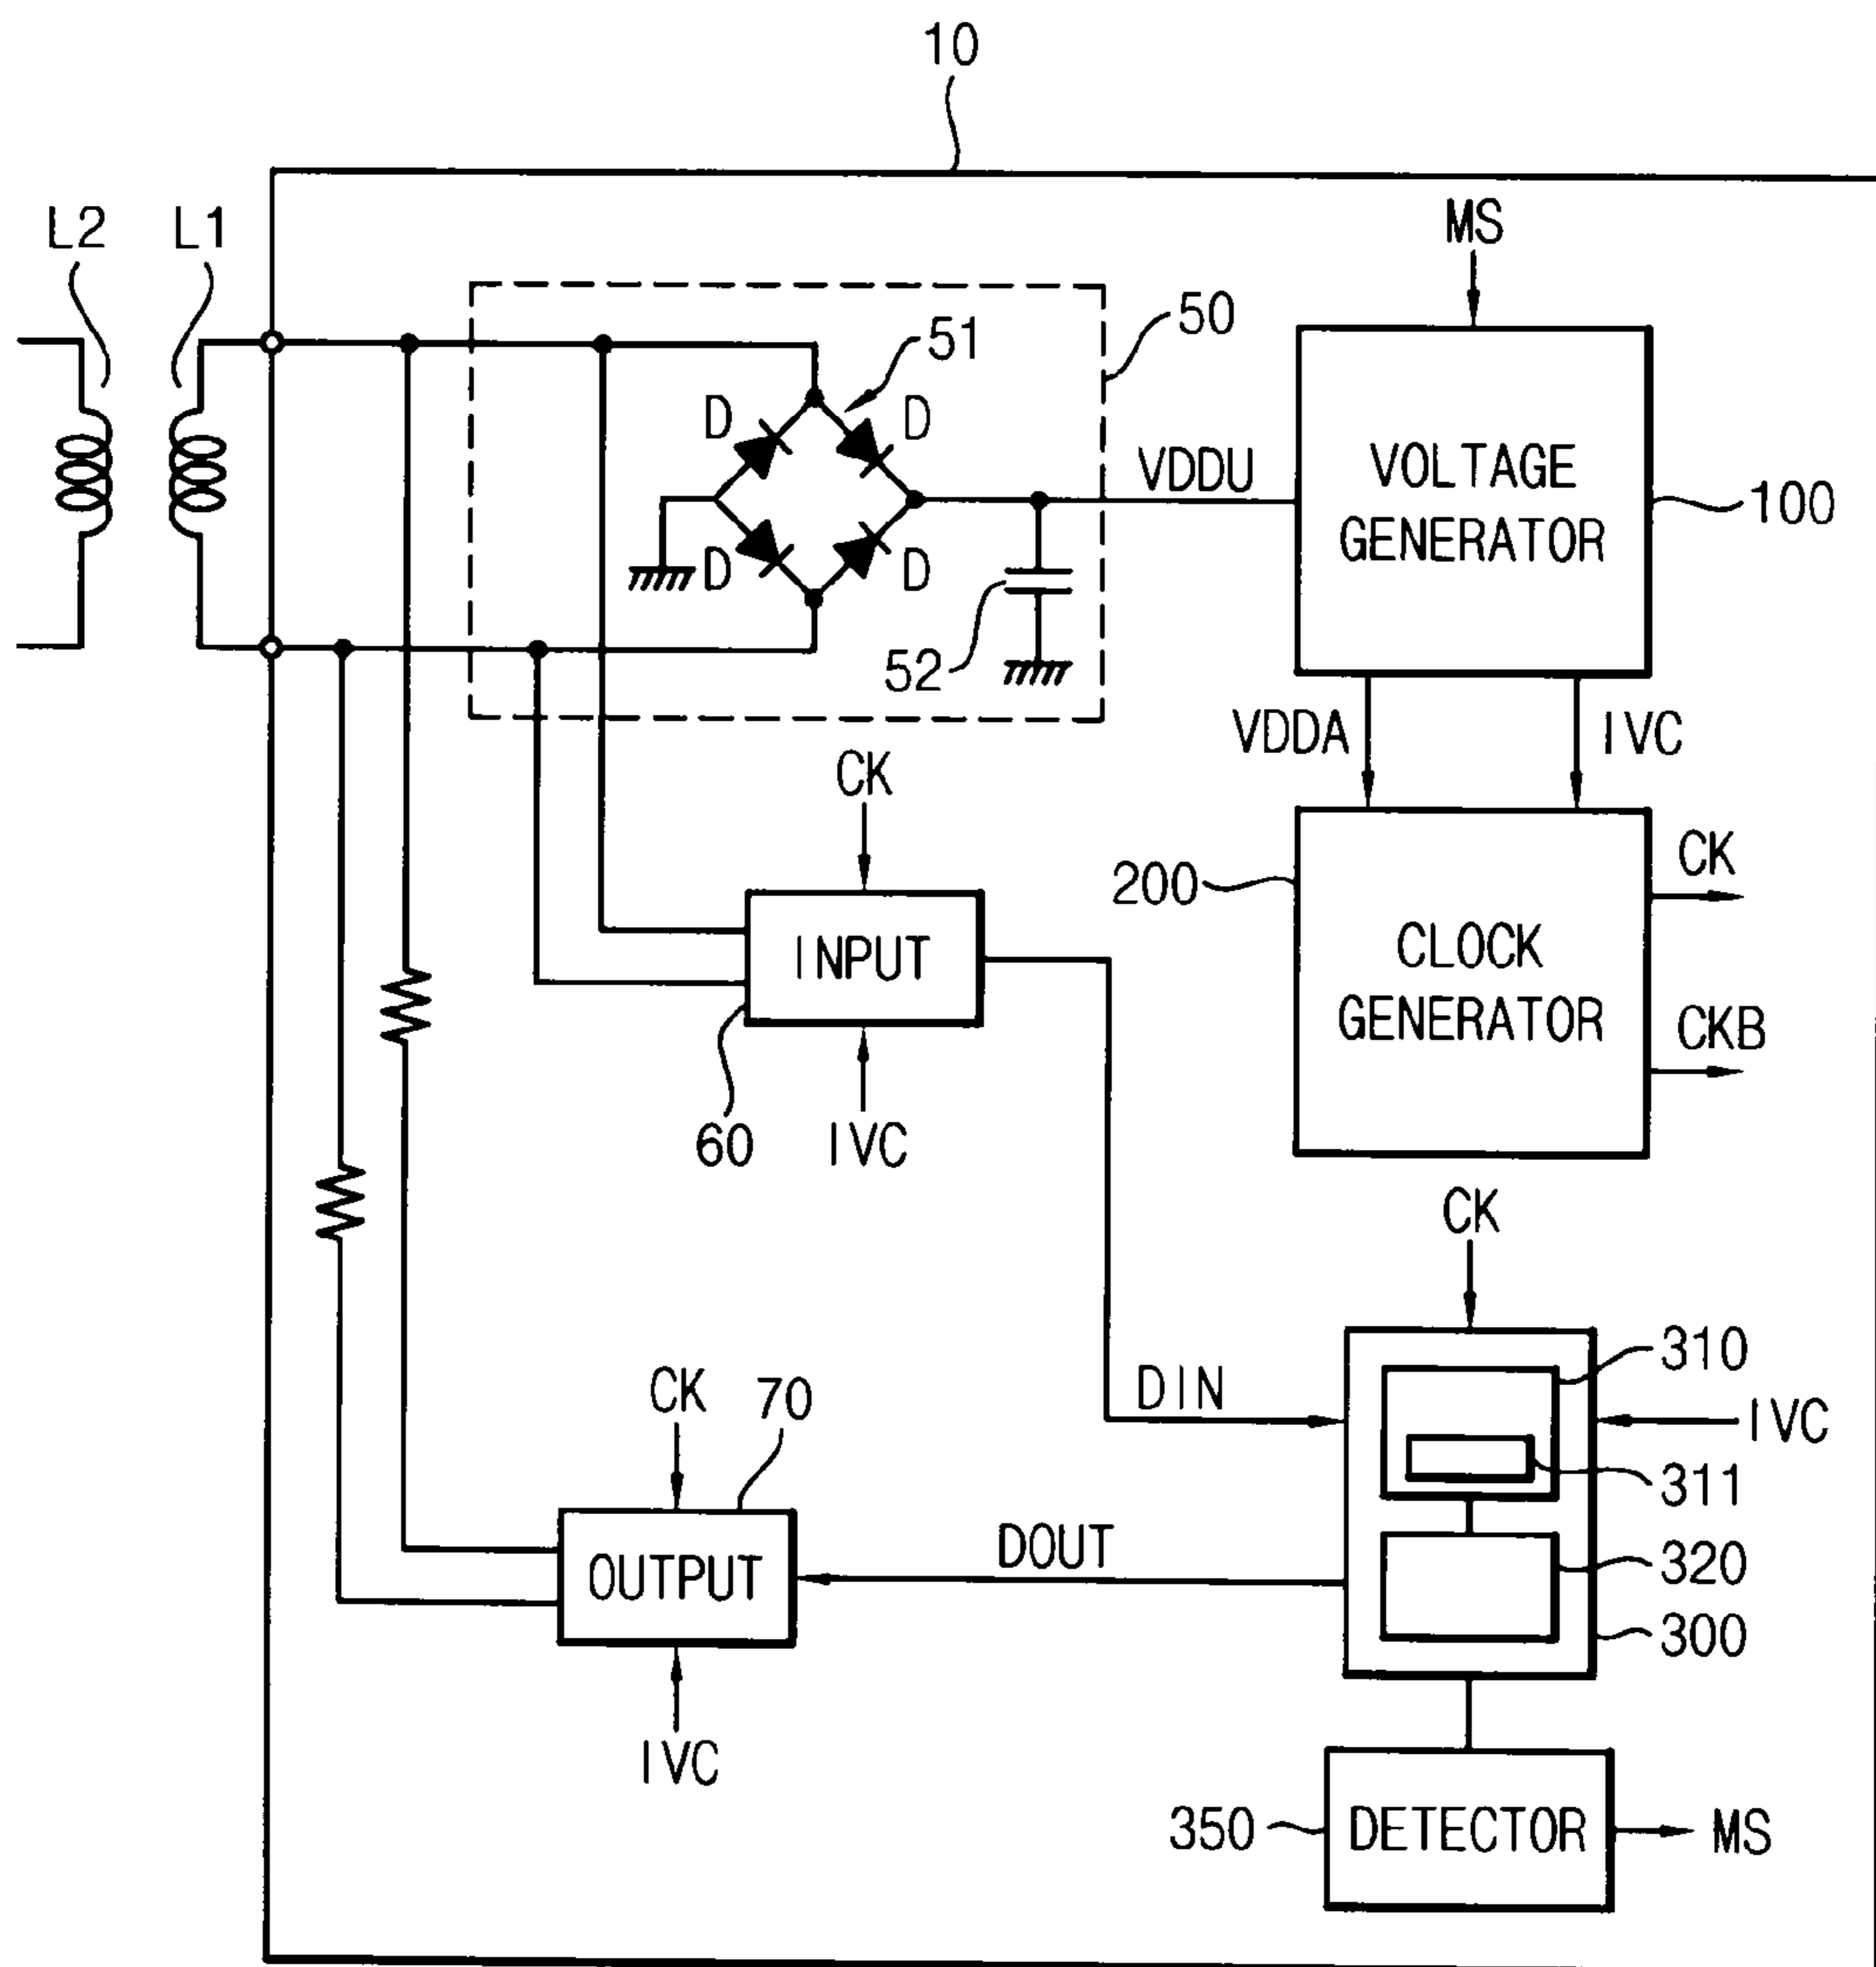 10
L2
L1
MS
50
51
D
D
VDDU
VOLTAGE
GENERATOR
100
D
D
52
VDDA
IVC
CK
200
CLOCK
GENERATOR
CK
CKB
INPUT
60
IVC
CK
310
DIN
IVC
311
CK
70
DOUT
320
OUTPUT
300
IVC
350
DETECTOR
MS